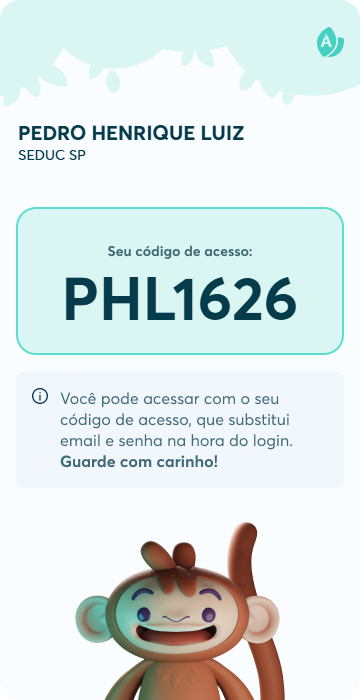 A
PEDRO HENRIQUE LUIZ
SEDUC SP
Seu código de acesso:
PHL1626
Você pode acessar com o seu
código de acesso, que substitui
email e senha na hora do login.
Guarde com carinho!